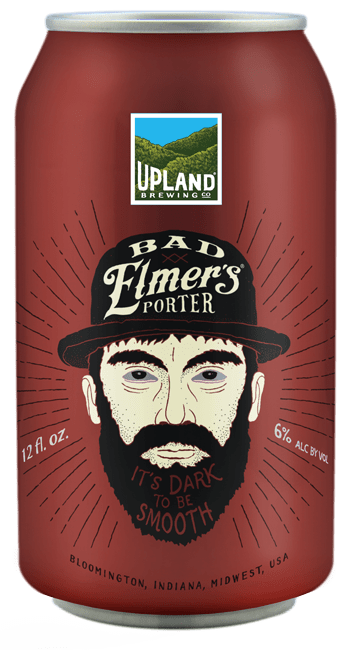 UPLAND
BREWING CO
BAD
Elmer's®
PORTER
12 fl. oz.
6% ALC BY VOL
IT'S DARK
TO BE
SMOOTH
BLOOMINGTON, INDIANA, MIDWEST, USA